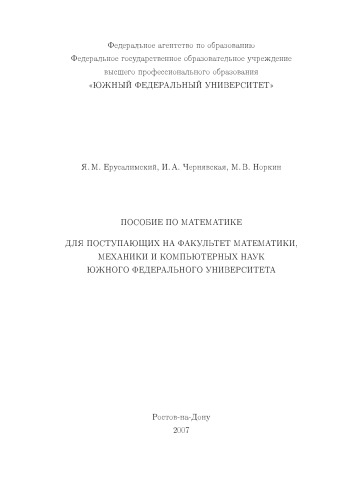 Федеральное агентство по образованию
Федеральное государственное образовательное учреждение
высшего профессионального образования
«ЮЖНЫЙ ФЕДЕРАЛЬНЫЙ УНИВЕРСИТЕТ»
Я. М. Ерусалимский, И. А. Чернявская, М. В. Норкин
ПОСОБИЕ ПО МАТЕМАТИКЕ
ДЛЯ ПОСТУПАЮЩИХ НА ФАКУЛЬТЕТ МАТЕМАТИКИ,
МЕХАНИКИ И КОМПЬЮТЕРНЫХ НАУК
ЮЖНОГО ФЕДЕРАЛЬНОГО УНИВЕРСИТЕТА
Ростов-на-Дону
2007